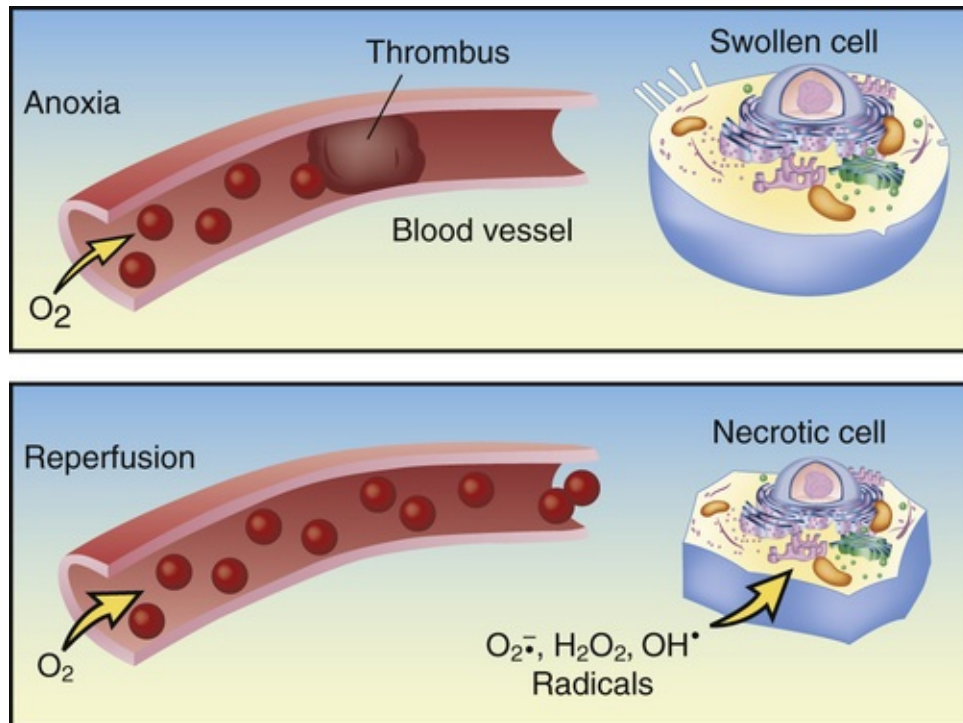 Anoxia
Thrombus
Swollen cell
Blood vessel
O₂
Reperfusion
Necrotic cell
O₂
O₂•̄, H₂O₂, OH•
Radicals